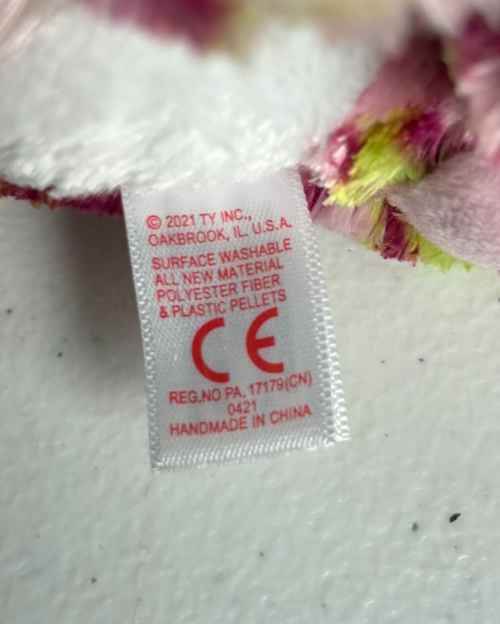 © 2021 TY INC.,
OAKBROOK, IL. U.S.A.
SURFACE WASHABLE
ALL NEW MATERIAL
POLYESTER FIBER
& PLASTIC PELLETS
CE
REG.NO PA. 17179(CN)
0421
HANDMADE IN CHINA